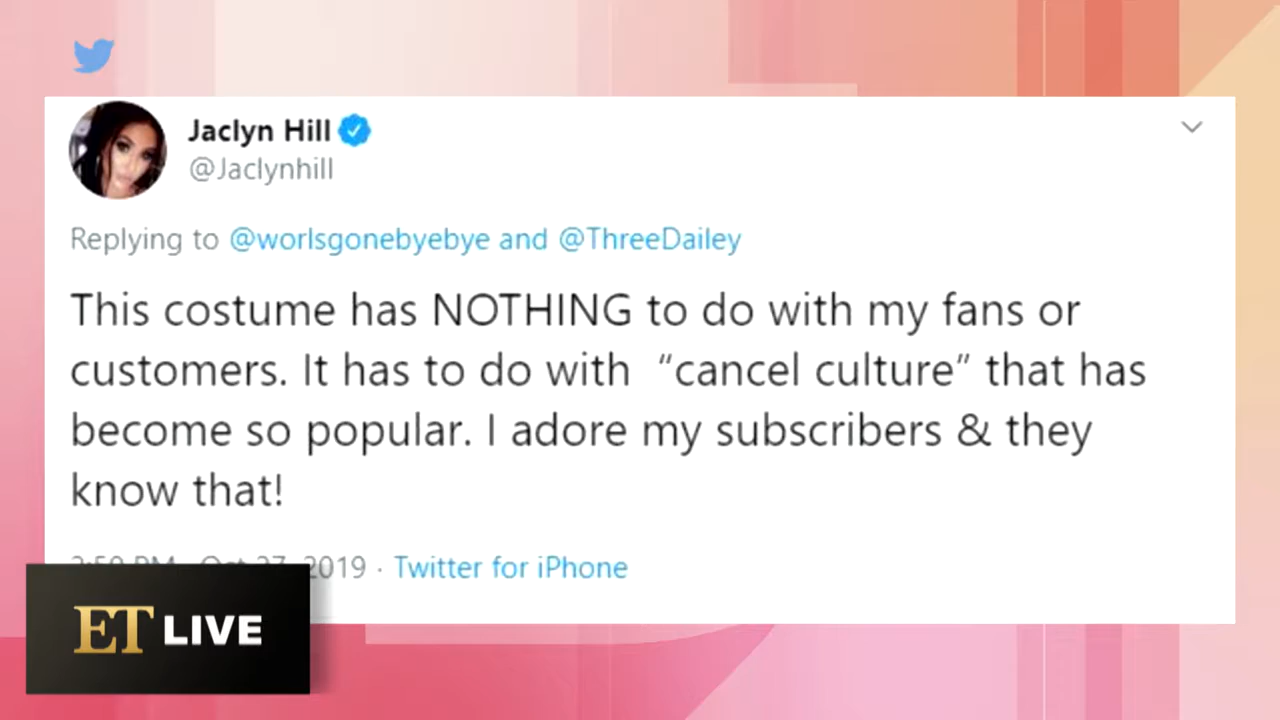 Jaclyn Hill
@Jaclynhill
Replying to @worlsgonebyebye and @ThreeDailey
This costume has NOTHING to do with my fans or
customers. It has to do with  “cancel culture” that has
become so popular. I adore my subscribers & they
know that!
Oct 27, 2019 · Twitter for iPhone
ET LIVE